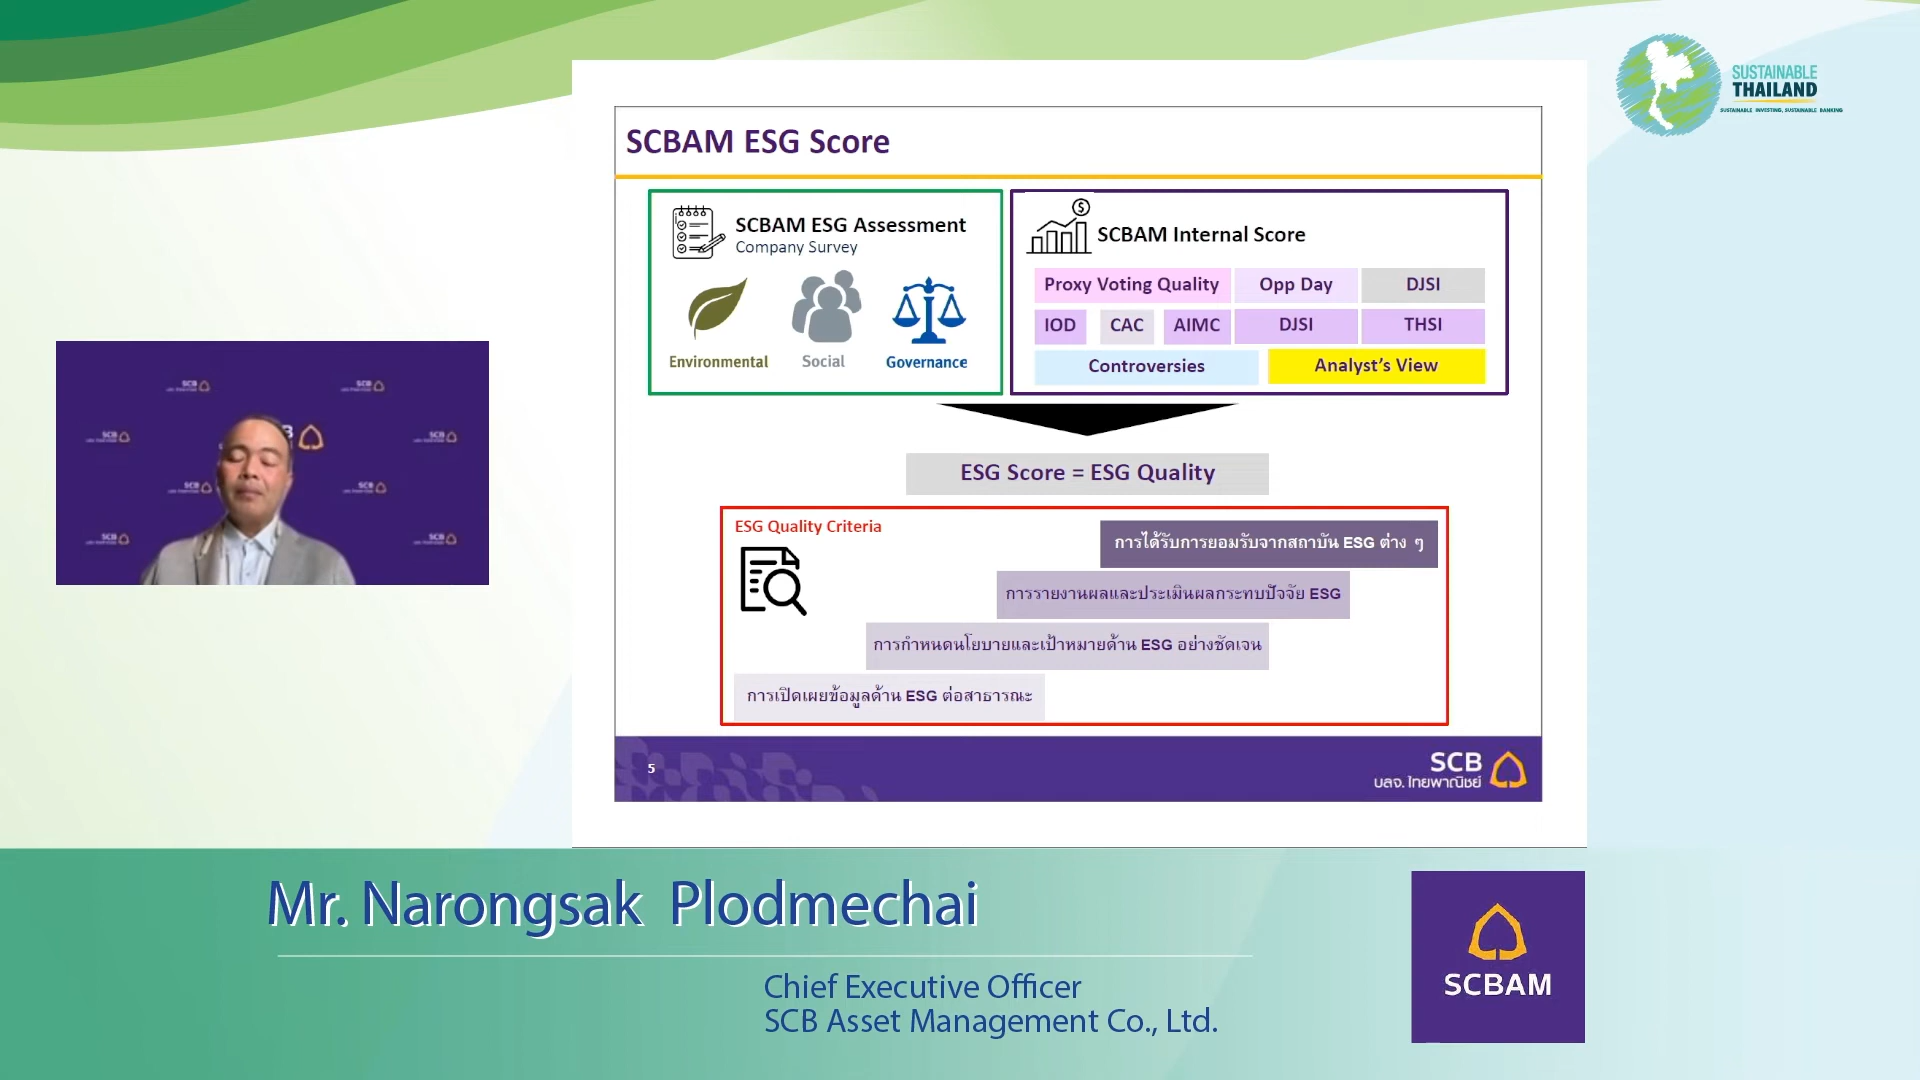 SUSTAINABLE
THAILAND
SUSTAINABLE INVESTING, SUSTAINABLE BANKING
SCBAM ESG Score
SCBAM ESG Assessment
Company Survey
Environmental
Social
Governance
SCBAM Internal Score
Proxy Voting Quality
Opp Day
DJSI
IOD
CAC
AIMC
DJSI
THSI
Controversies
Analyst's View
ESG Score = ESG Quality
ESG Quality Criteria
การได้รับการยอมรับจากสถาบัน ESG ต่าง ๆ
การรายงานผลและประเมินผลกระทบปัจจัย ESG
การกำหนดนโยบายและเป้าหมายด้าน ESG อย่างชัดเจน
การเปิดเผยข้อมูลด้าน ESG ต่อสาธารณะ
5
SCB
บลจ. ไทยพาณิชย์
SCB
SCB
SCB
SCB
SCB
SCB
SCB
SCB
Mr. Narongsak Plodmechai
Chief Executive Officer
SCB Asset Management Co., Ltd.
SCBAM